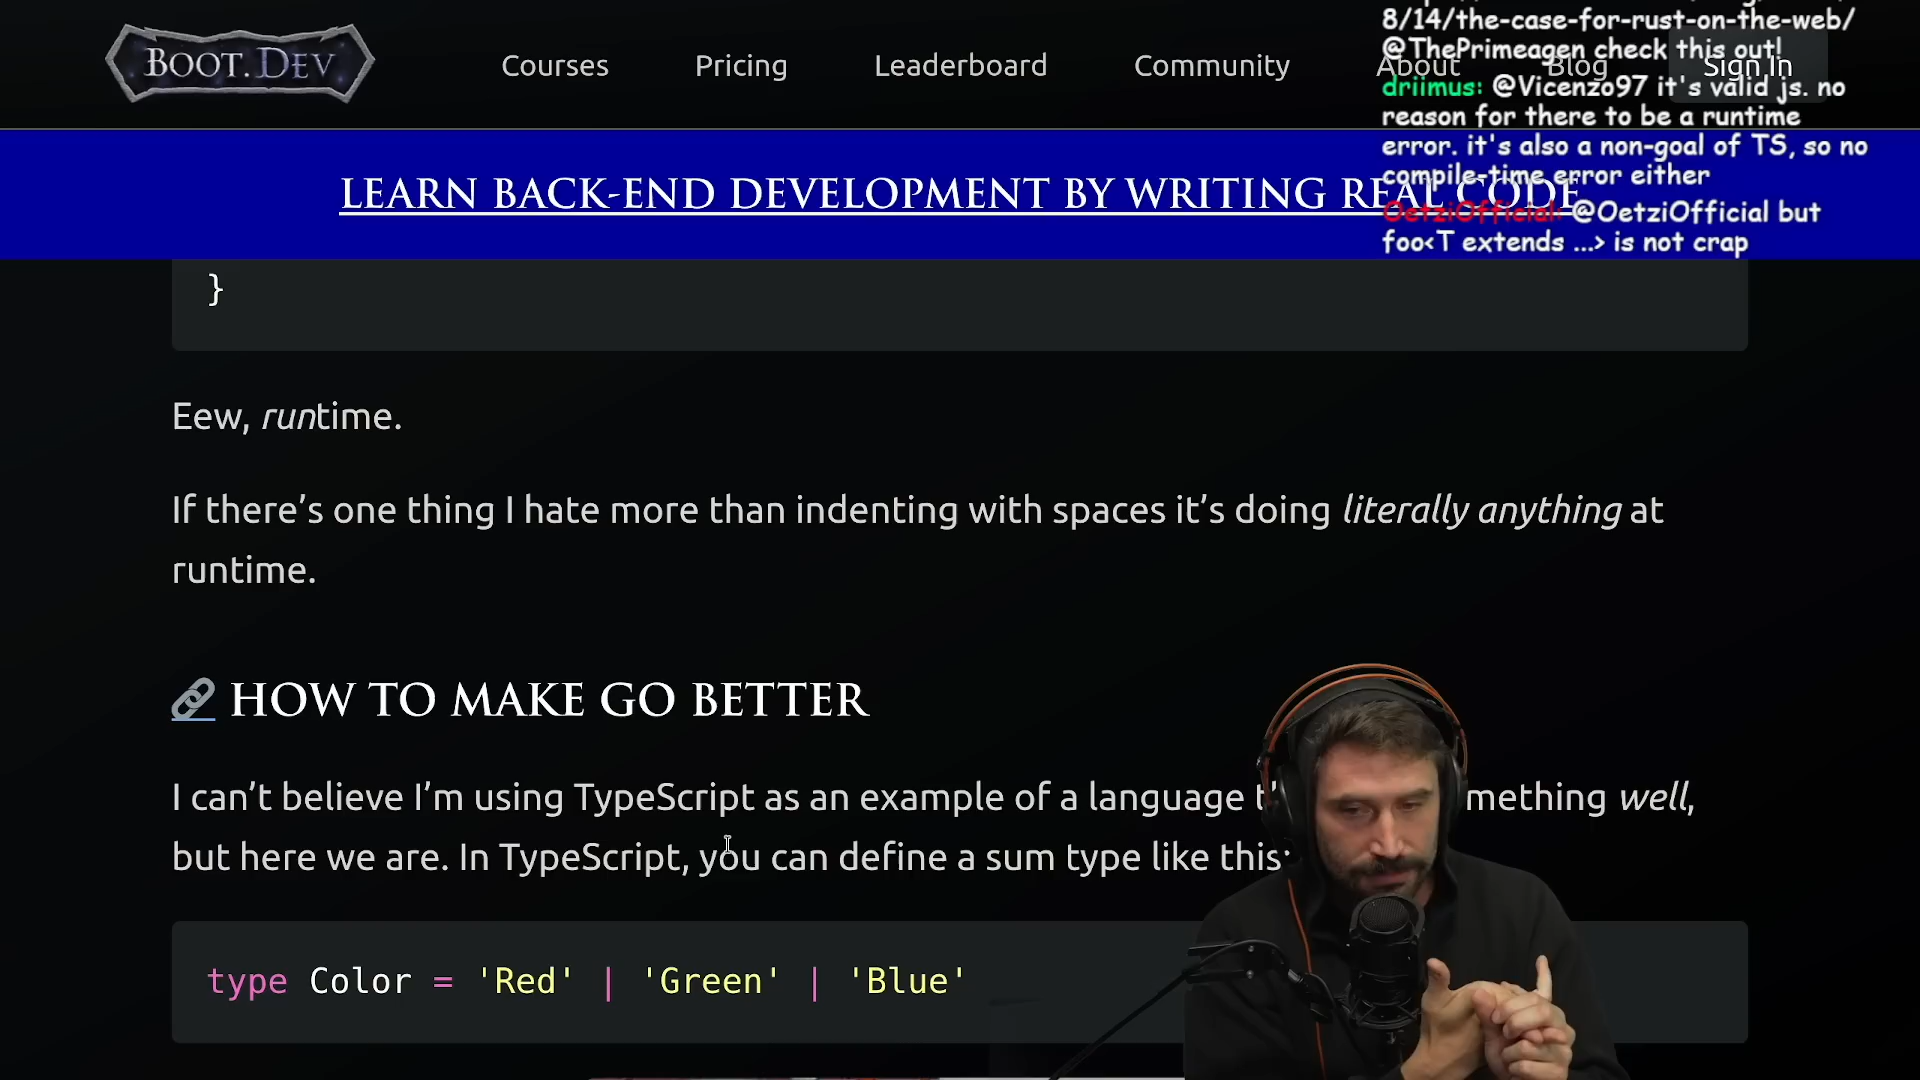 BOOT.DEV
Courses
Pricing
Leaderboard
Community
About
Blog
Sign In
8/14/the-case-for-rust-on-the-web/
@ThePrimeagen check this out!
driimus: @Vicenzo97 it's valid js. no
reason for there to be a runtime
error. it's also a non-goal of TS, so no
compile-time error either
OetziOfficial: @OetziOfficial but
foo<T extends ...> is not crap
LEARN BACK-END DEVELOPMENT BY WRITING REAL CODE
}
Eew, runtime.
If there’s one thing I hate more than indenting with spaces it’s doing literally anything at
runtime.
HOW TO MAKE GO BETTER
I can’t believe I’m using TypeScript as an example of a language mething well,
but here we are. In TypeScript, you can define a sum type like this:
type Color = 'Red' | 'Green' | 'Blue'